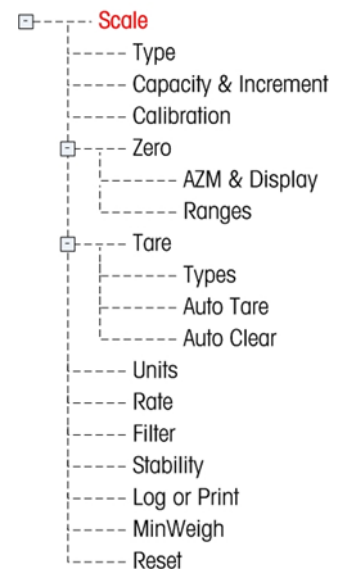 Scale
Type
Capacity & Increment
Calibration
Zero
AZM & Display
Ranges
Tare
Types
Auto Tare
Auto Clear
Units
Rate
Filter
Stability
Log or Print
MinWeigh
Reset